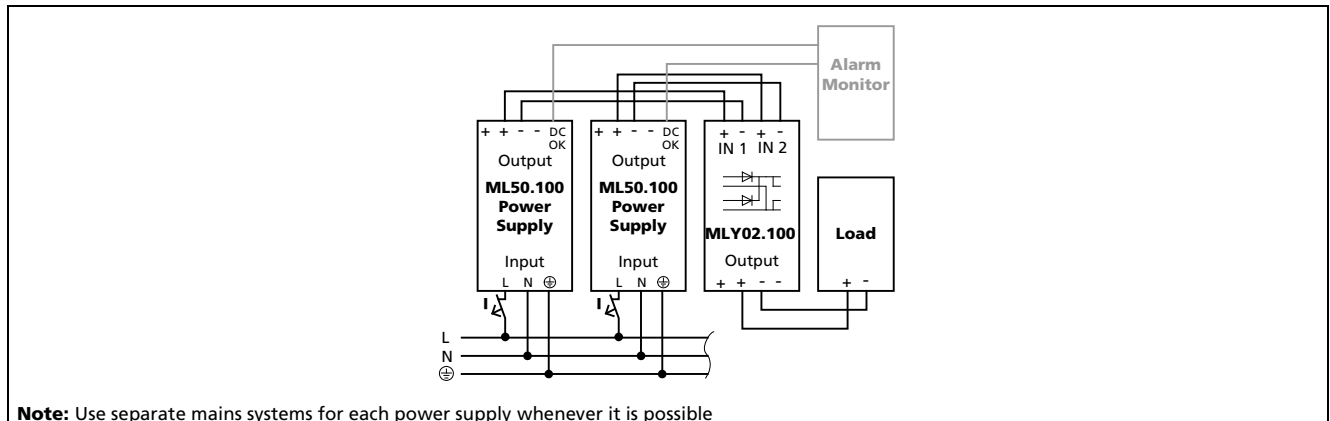 Alarm
Monitor
+ + - - DC
OK
Output
ML50.100
Power
Supply
Input
L N
+ + - - DC
OK
Output
ML50.100
Power
Supply
Input
L N
+ - + -
IN 1 IN 2
MLY02.100
Output
+ + - -
Load
+ -
I
I
L
N
Note: Use separate mains systems for each power supply whenever it is possible